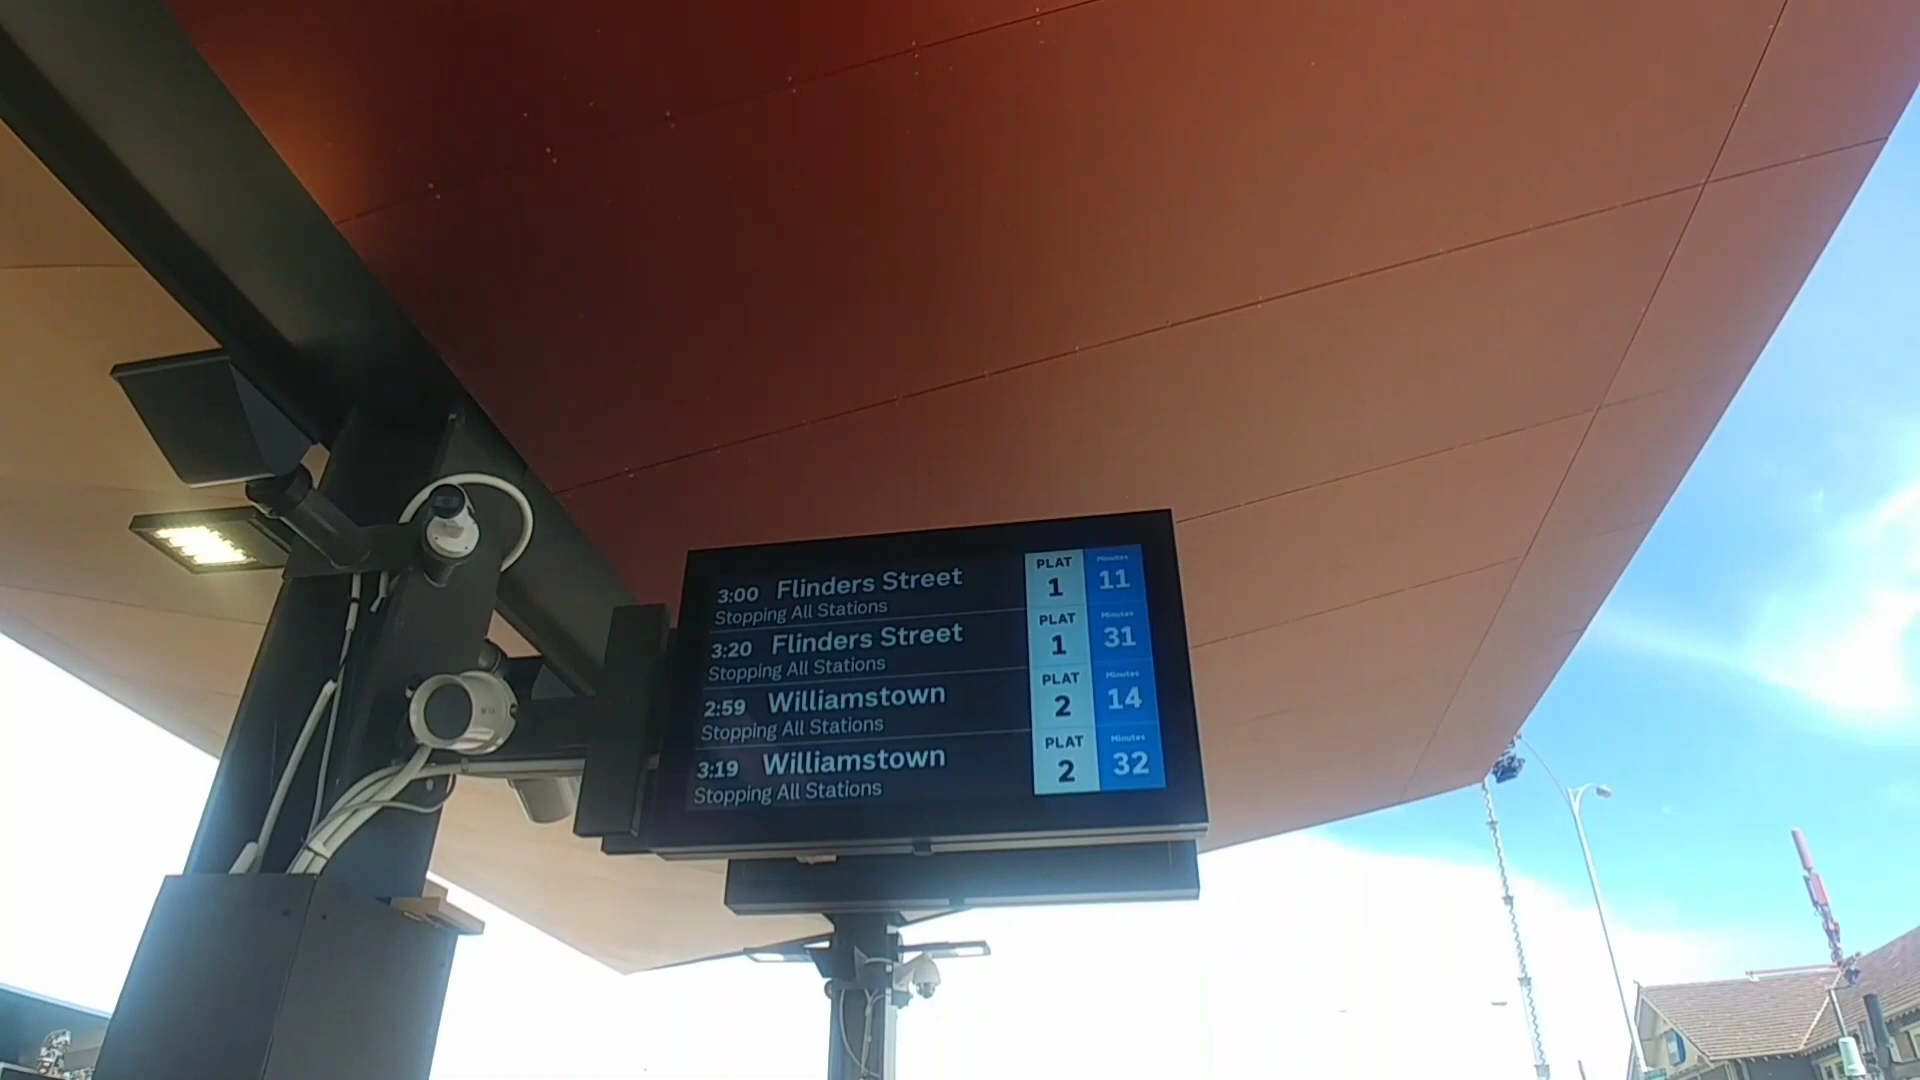 3:00 Flinders Street PLAT Minutes
Stopping All Stations 1 11
3:20 Flinders Street PLAT Minutes
Stopping All Stations 1 31
2:59 Williamstown PLAT Minutes
Stopping All Stations 2 14
3:19 Williamstown PLAT Minutes
Stopping All Stations 2 32